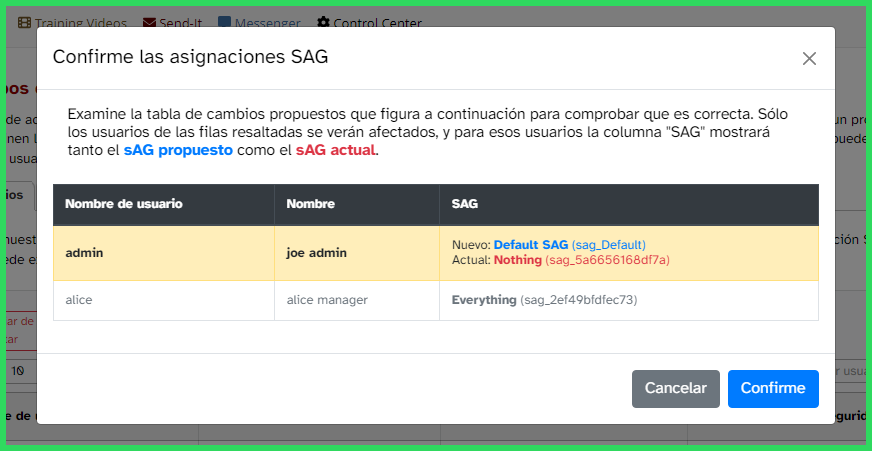 Training Videos Send-It Messenger Control Center
Confirme las asignaciones SAG
Examine la tabla de cambios propuestos que figura a continuación para comprobar que es correcta. Sólo
los usuarios de las filas resaltadas se verán afectados, y para esos usuarios la columna "SAG" mostrará
tanto el sAG propuesto como el sAG actual.
Nombre de usuario Nombre SAG
admin joe admin Nuevo: Default SAG (sag_Default)
Actual: Nothing (sag_5a6656168df7a)
alice alice manager Everything (sag_2ef49bfdfec73)
10
Cancelar Confirme